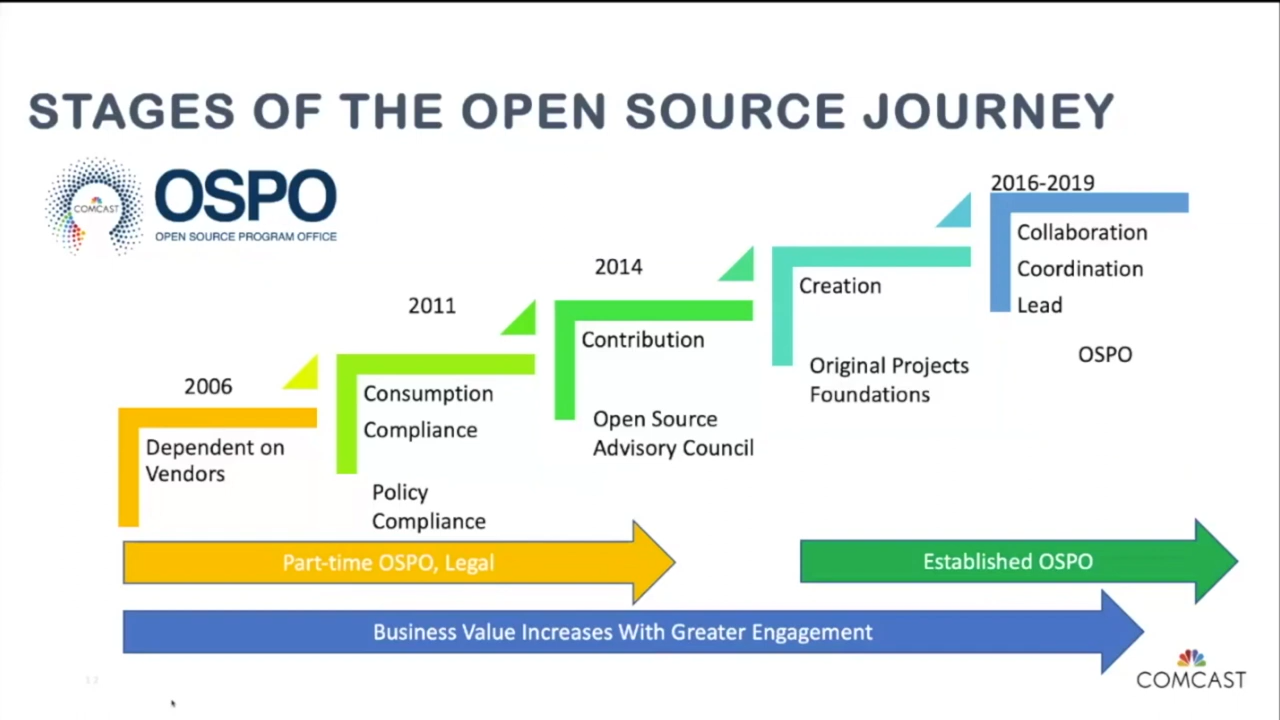 STAGES OF THE OPEN SOURCE JOURNEY
COMCAST
OSPO
OPEN SOURCE PROGRAM OFFICE
2006
Dependent on
Vendors
2011
Consumption
Compliance
Policy
Compliance
2014
Contribution
Open Source
Advisory Council
Creation
Original Projects
Foundations
2016-2019
Collaboration
Coordination
Lead
OSPO
Part-time OSPO, Legal
Established OSPO
Business Value Increases With Greater Engagement
12
COMCAST